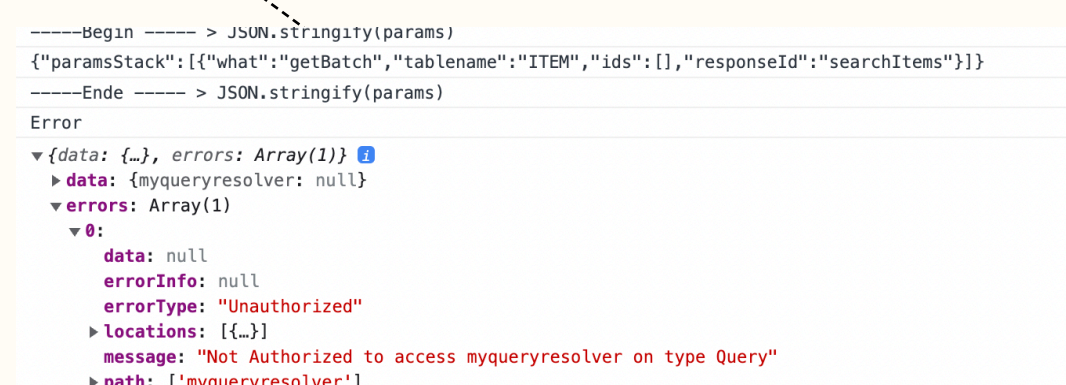 -----Begin ----- > JSON.stringify(params)
{"paramsStack":[{"what":"getBatch","tablename":"ITEM","ids":[],"responseId":"searchItems"}]}
-----Ende ----- > JSON.stringify(params)
Error
{data: {…}, errors: Array(1)} i
data: {myqueryresolver: null}
errors: Array(1)
0:
data: null
errorInfo: null
errorType: "Unauthorized"
locations: [{…}]
message: "Not Authorized to access myqueryresolver on type Query"
path: ['myqueryresolver']